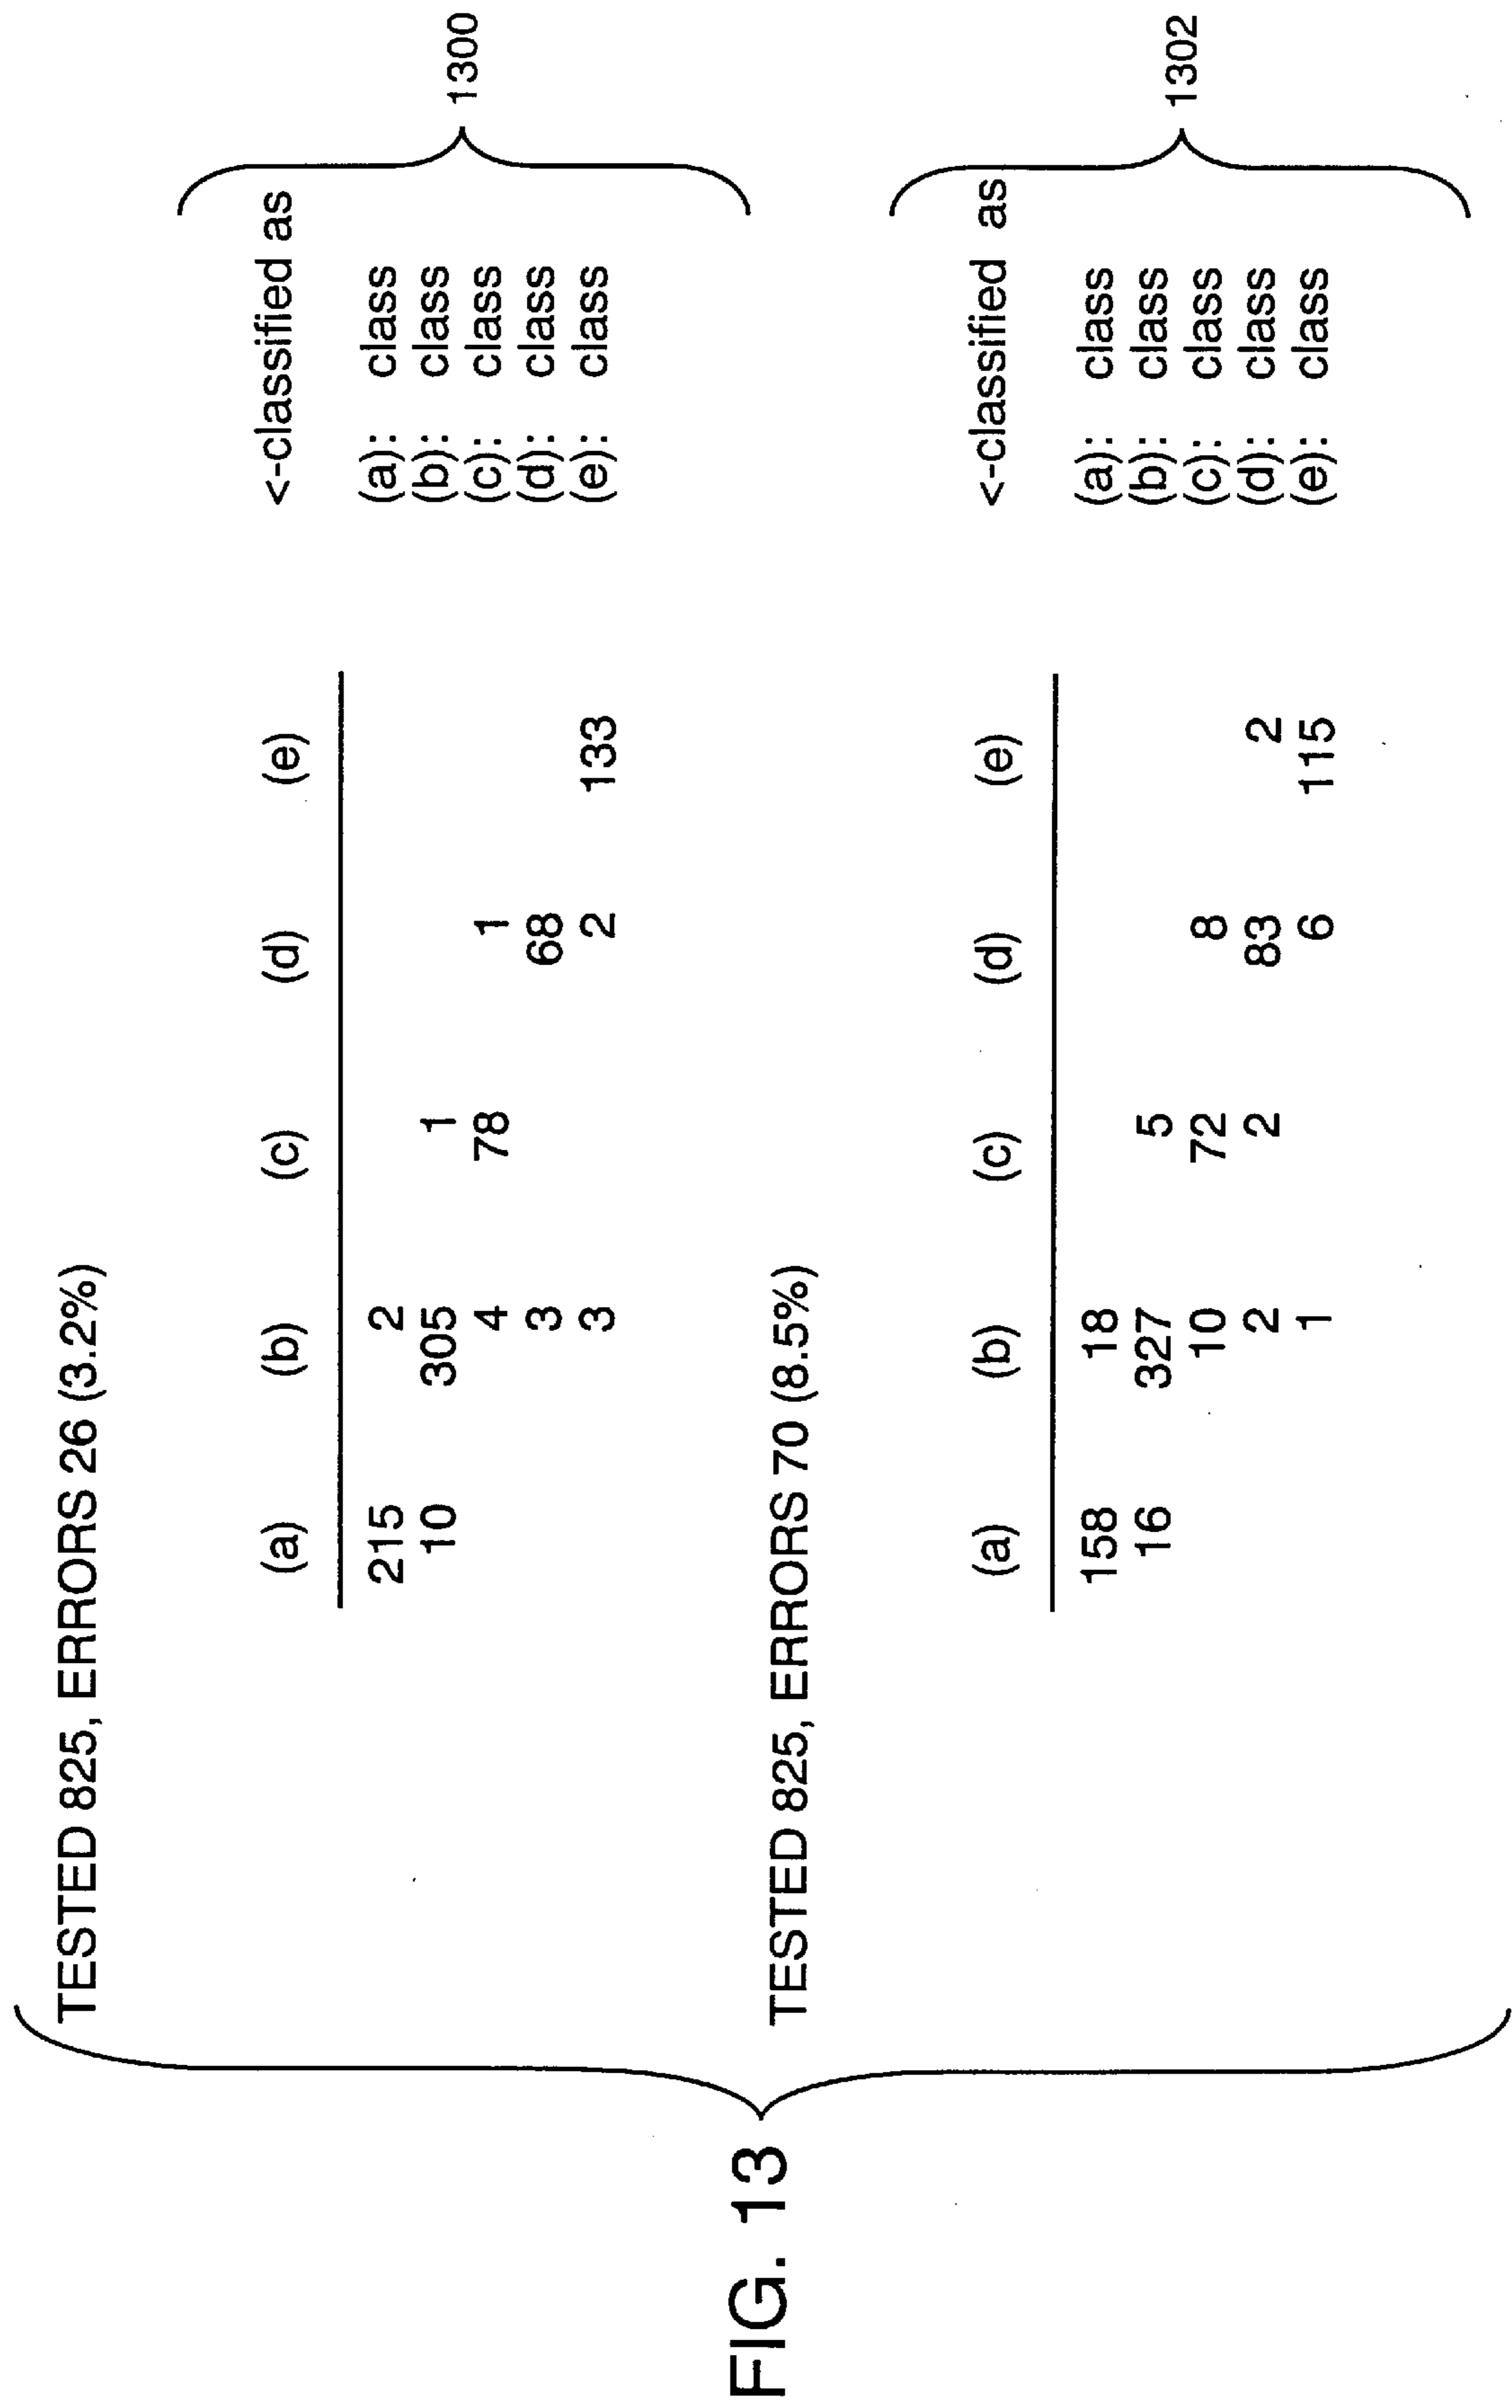 TESTED 825, ERRORS 26 (3.2%)
(a) (b) (c) (d) (e) <-classified as
215 2 (a): class
10 305 1 (b): class
4 78 1 (c): class
3 68 (d): class
3 2 133 (e): class
1300
TESTED 825, ERRORS 70 (8.5%)
(a) (b) (c) (d) (e) <-classified as
158 18 (a): class
16 327 5 (b): class
10 72 8 (c): class
2 2 83 2 (d): class
1 6 115 (e): class
1302
FIG. 13